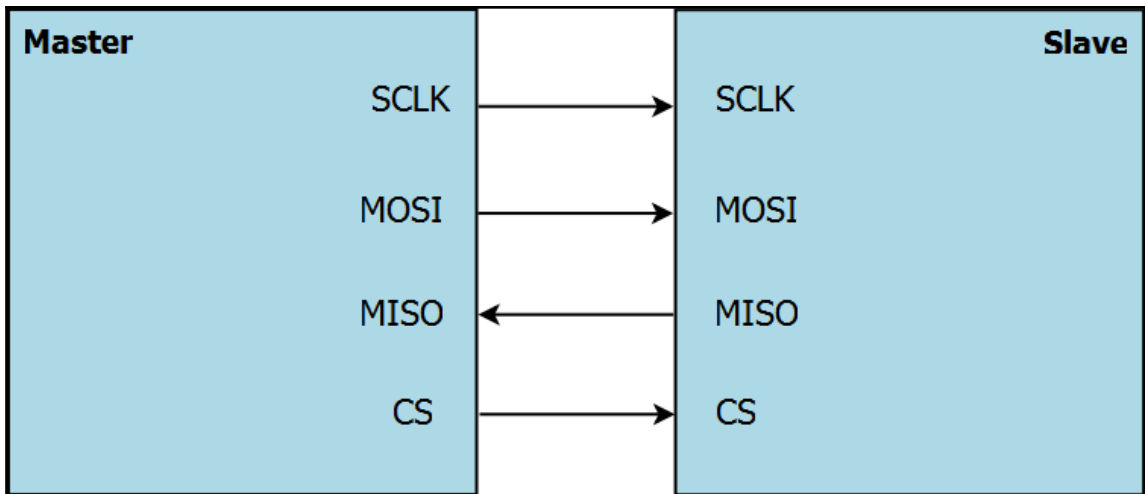 Master Slave
SCLK SCLK
MOSI MOSI
MISO MISO
CS CS